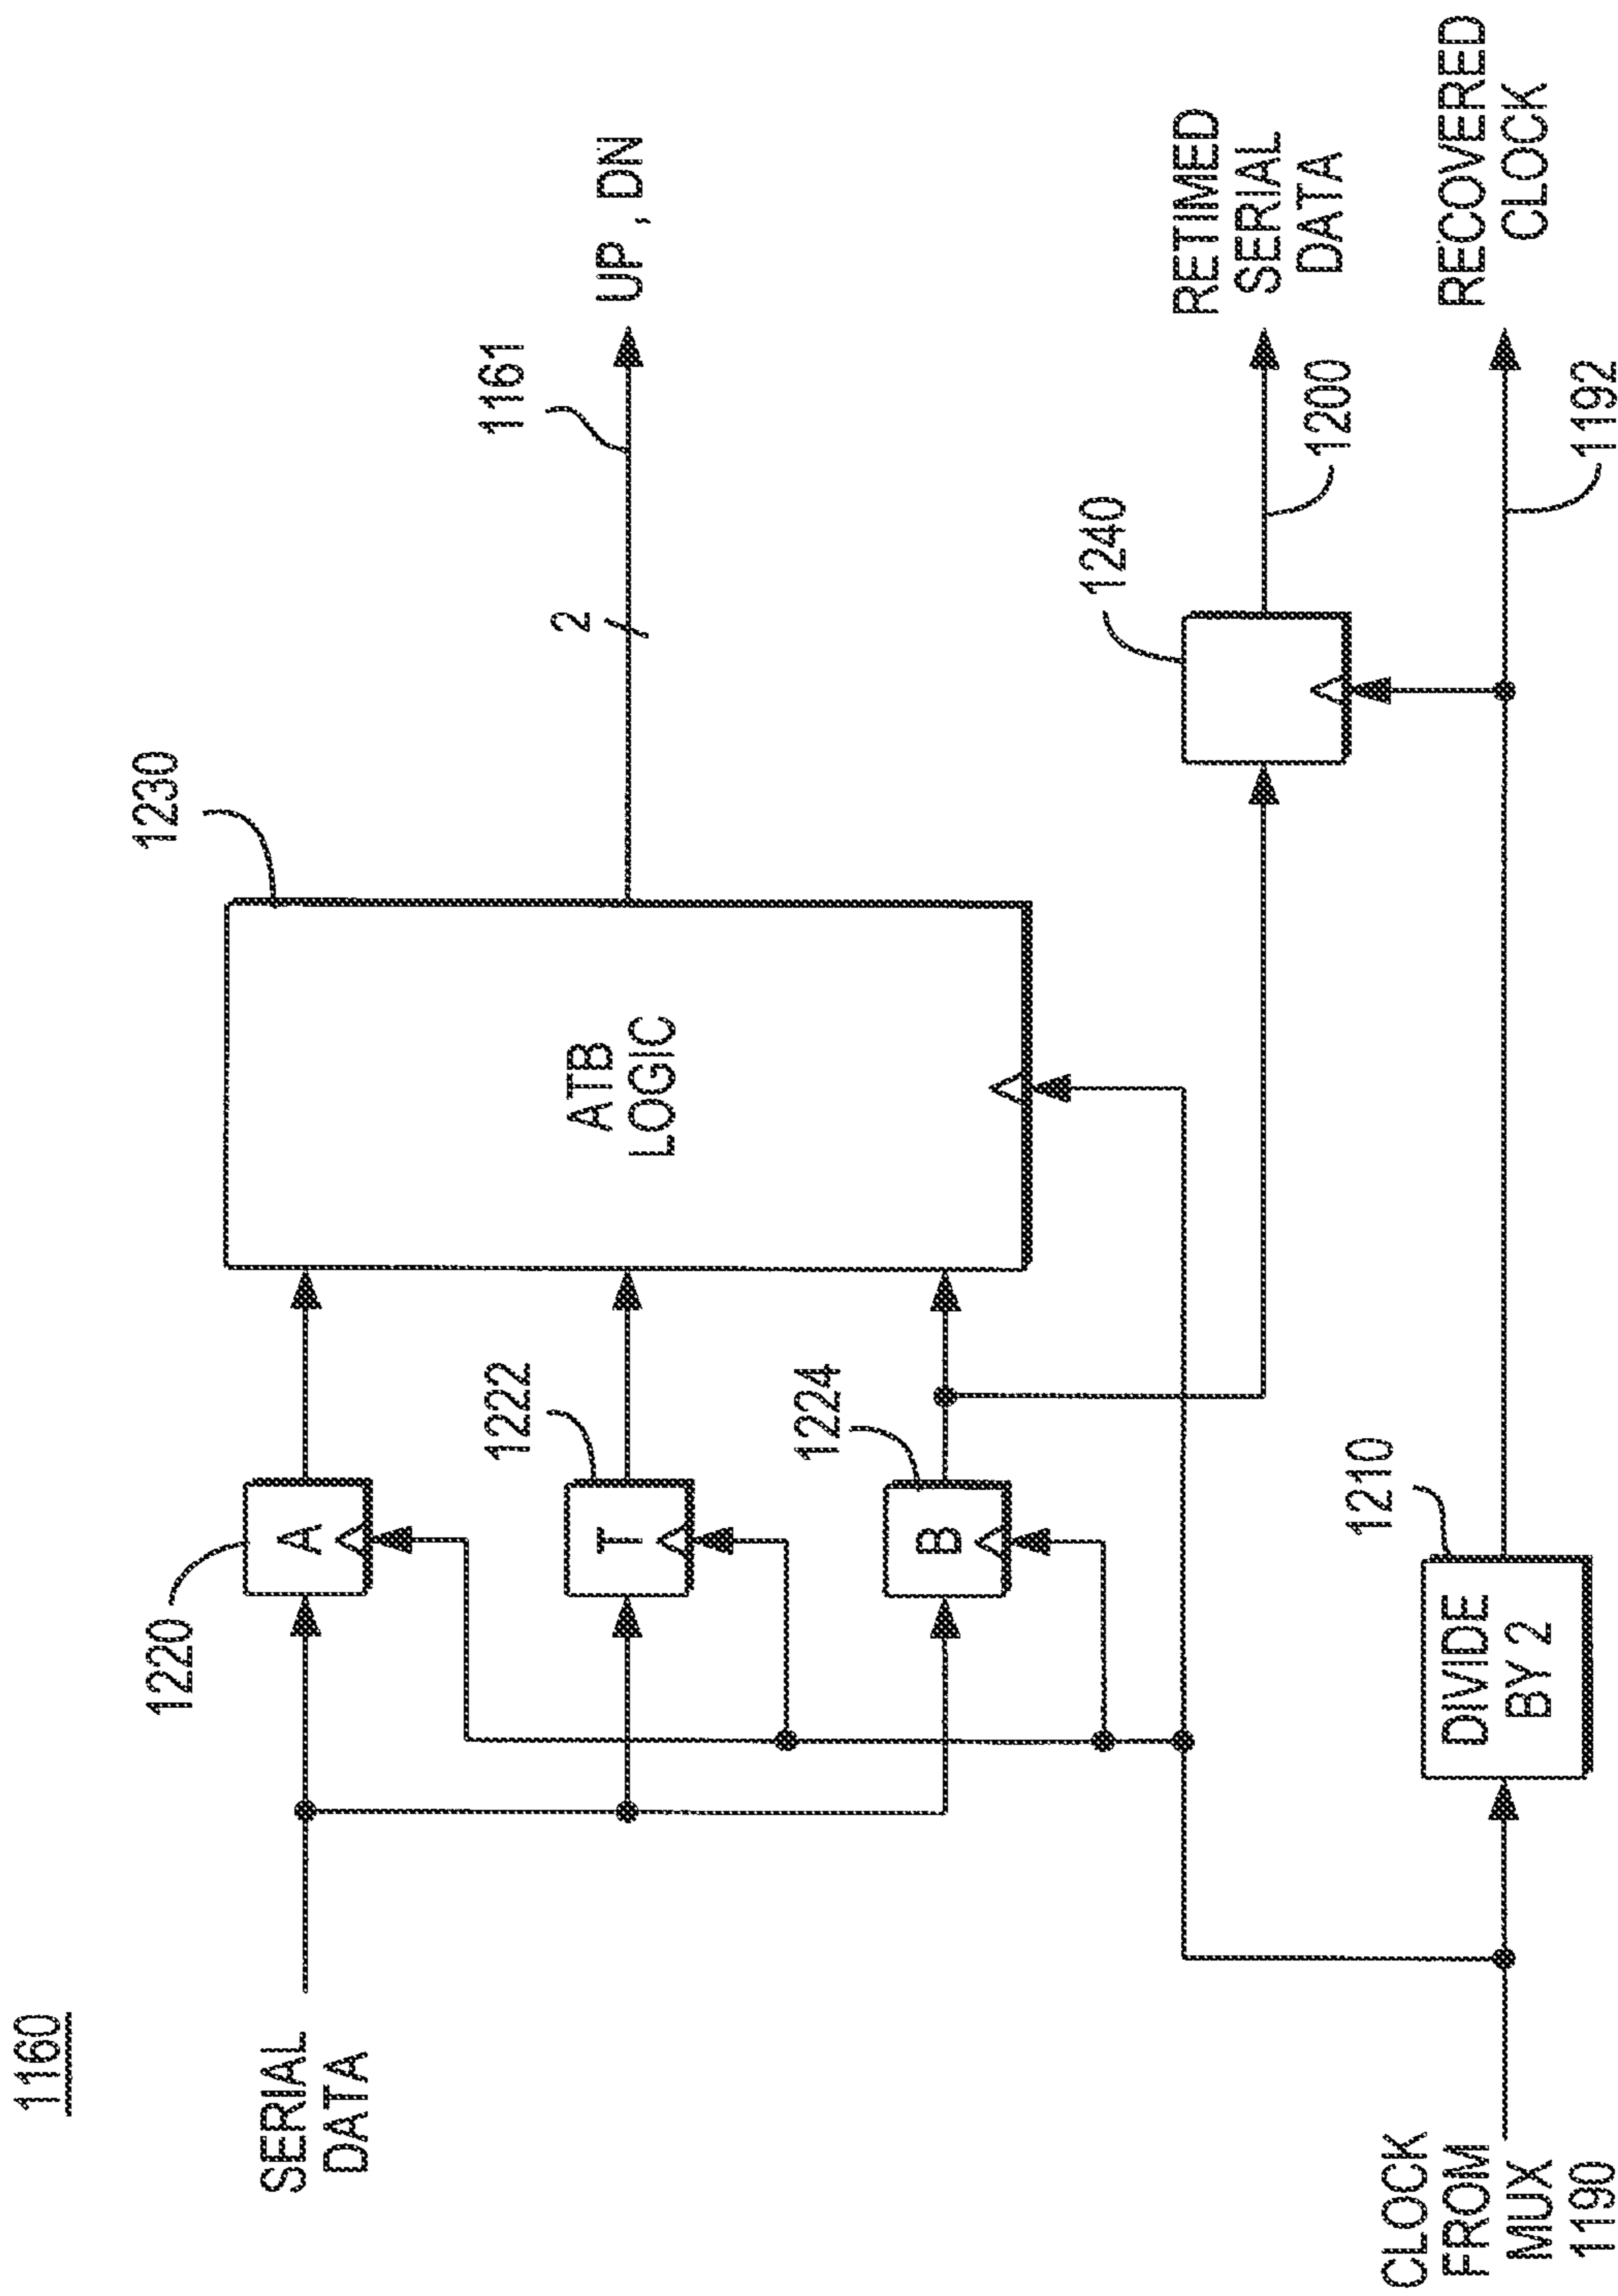 1160
SERIAL
DATA
1220
A
1222
T
1224
B
1230
ATB
LOGIC
2
1161
UP, DN
CLOCK
FROM
MUX
1190
1210
DIVIDE
BY 2
1240
1200
RETIMED
SERIAL
DATA
1192
RECOVERED
CLOCK